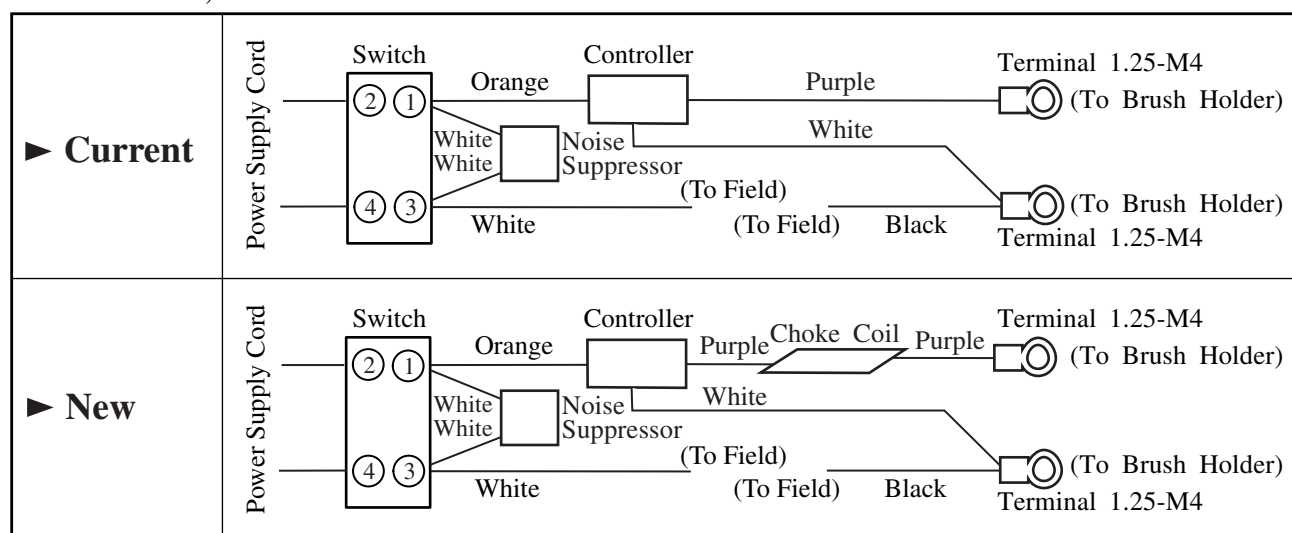 ► Current
Power Supply Cord
Switch
Controller
Terminal 1.25-M4
2 1
Orange
Purple
(To Brush Holder)
White
White
Noise
Suppressor
White
(To Field)
4 3
White
(To Field)
Black
(To Brush Holder)
Terminal 1.25-M4
► New
Power Supply Cord
Switch
Controller
Choke Coil
Terminal 1.25-M4
2 1
Orange
Purple
Purple
(To Brush Holder)
White
White
Noise
Suppressor
White
(To Field)
4 3
White
(To Field)
Black
(To Brush Holder)
Terminal 1.25-M4